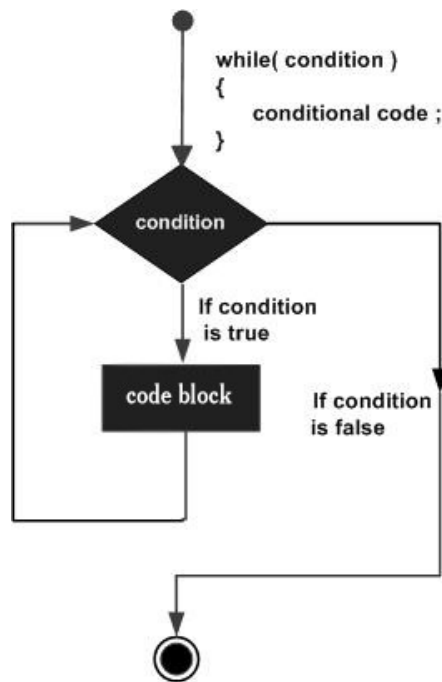 while( condition )
{
conditional code ;
}
condition
If condition
is true
code block
If condition
is false